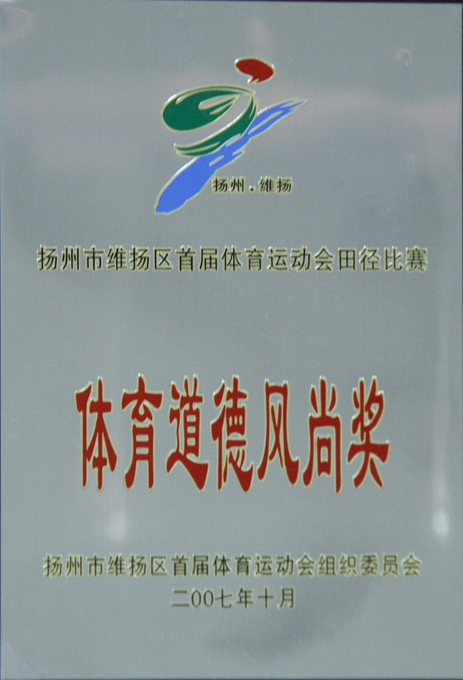 扬州.维扬
扬州市维扬区首届体育运动会田径比赛
体育道德风尚奖
扬州市维扬区首届体育运动会组织委员会
二00七年十月